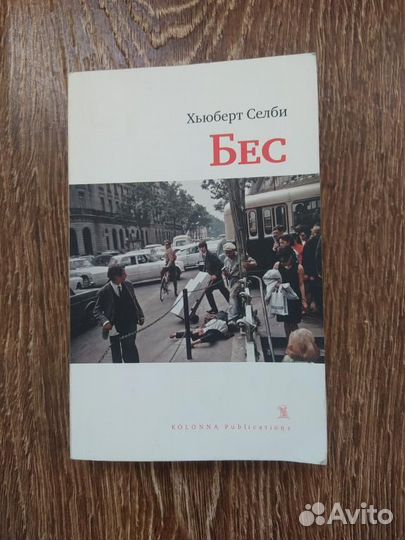 Хьюберт Селби
Бес
KOLONNA Publications
Avito